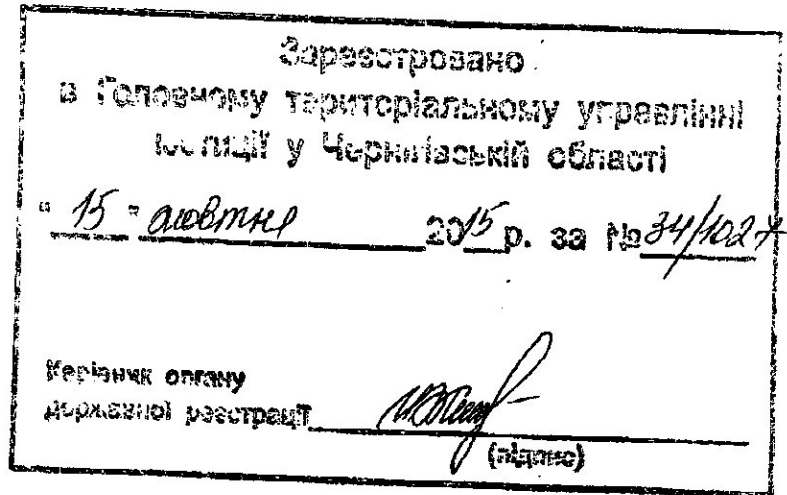 Зареєстровано
в Головному територіальному управлінні
юстиції у Чернігівській області
" 15 " жовтня 2015 р. за № 34/1027
Керівник органу
державної реєстрації
(підпис)